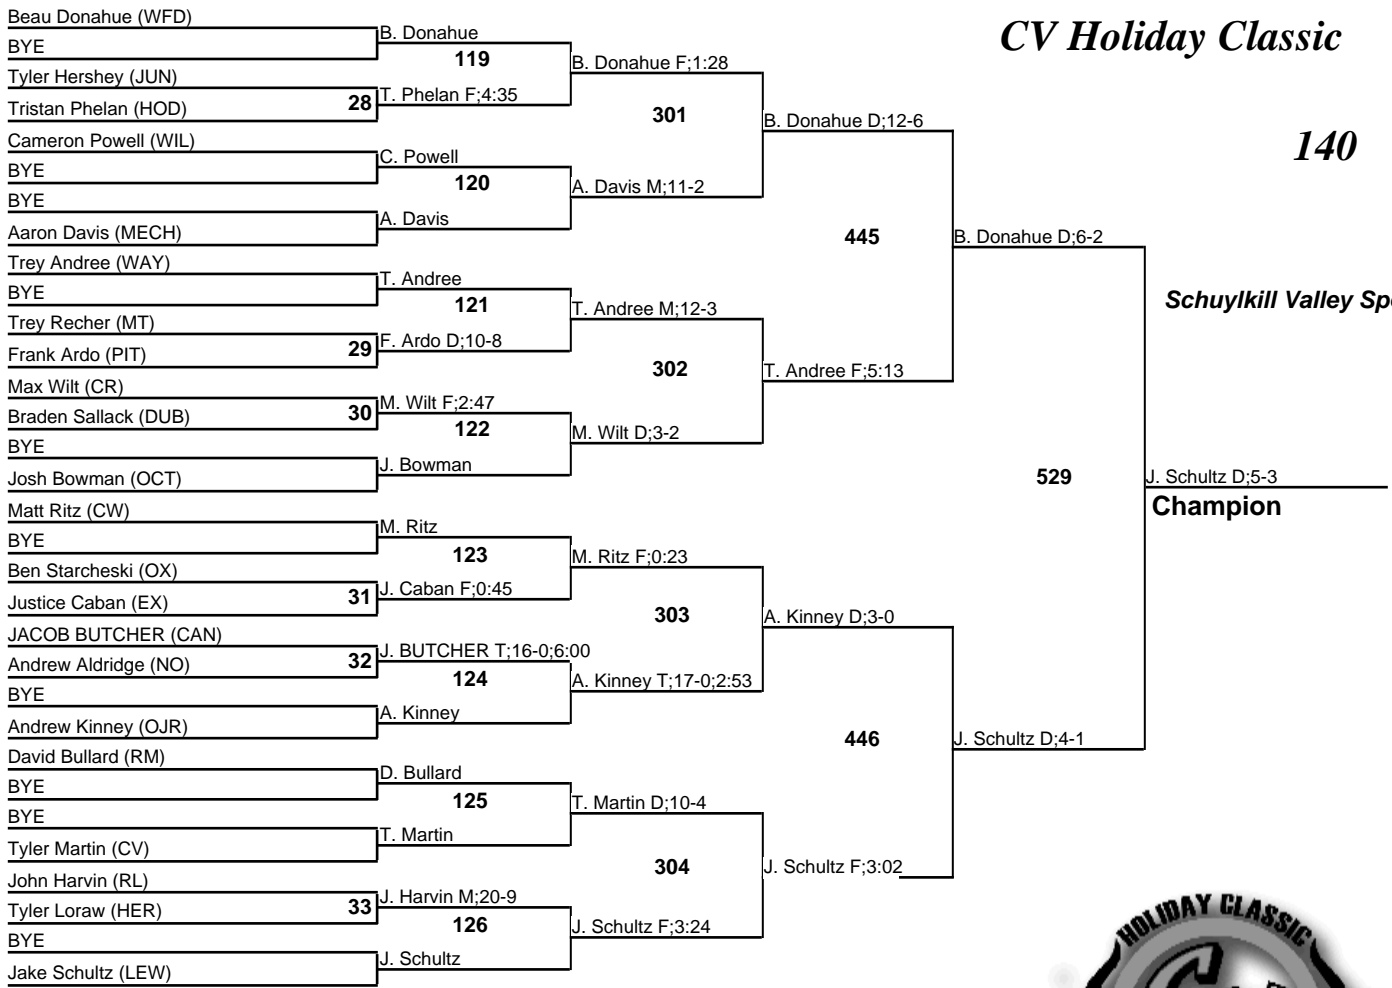 CV Holiday Classic
140
Schuylkill Valley
Beau Donahue (WFD)
BYE
Tyler Hershey (JUN)
Tristan Phelan (HOD)
Cameron Powell (WIL)
BYE
BYE
Aaron Davis (MECH)
Trey Andree (WAY)
BYE
Trey Recher (MT)
Frank Ardo (PIT)
Max Wilt (CR)
Braden Sallack (DUB)
BYE
Josh Bowman (OCT)
Matt Ritz (CW)
BYE
Ben Starcheski (OX)
Justice Caban (EX)
JACOB BUTCHER (CAN)
Andrew Aldridge (NO)
BYE
Andrew Kinney (OJR)
David Bullard (RM)
BYE
BYE
Tyler Martin (CV)
John Harvin (RL)
Tyler Loraw (HER)
BYE
Jake Schultz (LEW)
28
29
30
31
32
33
B. Donahue
119
T. Phelan F;4:35
C. Powell
120
A. Davis
T. Andree
121
F. Ardo D;10-8
M. Wilt F;2:47
122
J. Bowman
M. Ritz
123
J. Caban F;0:45
J. BUTCHER T;16-0;6:00
124
A. Kinney
D. Bullard
125
T. Martin
J. Harvin M;20-9
126
J. Schultz
B. Donahue F;1:28
301
A. Davis M;11-2
T. Andree M;12-3
302
M. Wilt D;3-2
M. Ritz F;0:23
303
A. Kinney T;17-0;2:53
T. Martin D;10-4
304
J. Schultz F;3:24
B. Donahue D;12-6
445
T. Andree F;5:13
A. Kinney D;3-0
446
J. Schultz F;3:02
B. Donahue D;6-2
529
J. Schultz D;4-1
J. Schultz D;5-3
Champion
HOLIDAY CLASSIC